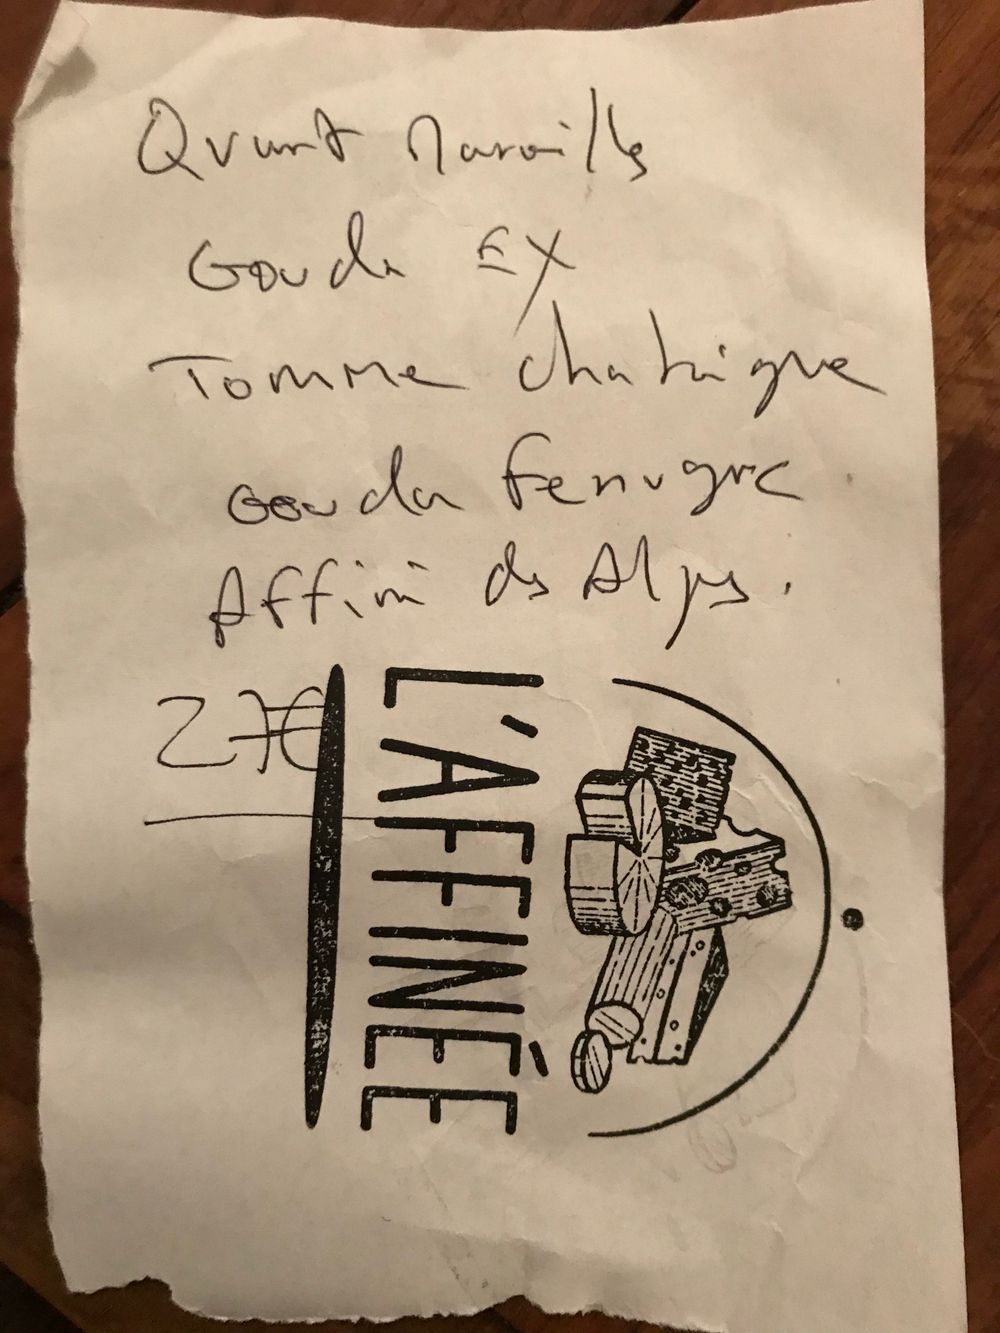 Quart Maroilles
Gouda EX
Tomme chataigne
Gouda Fenugrec
Affiné des Alpes.
27€
L'AFFINÉE